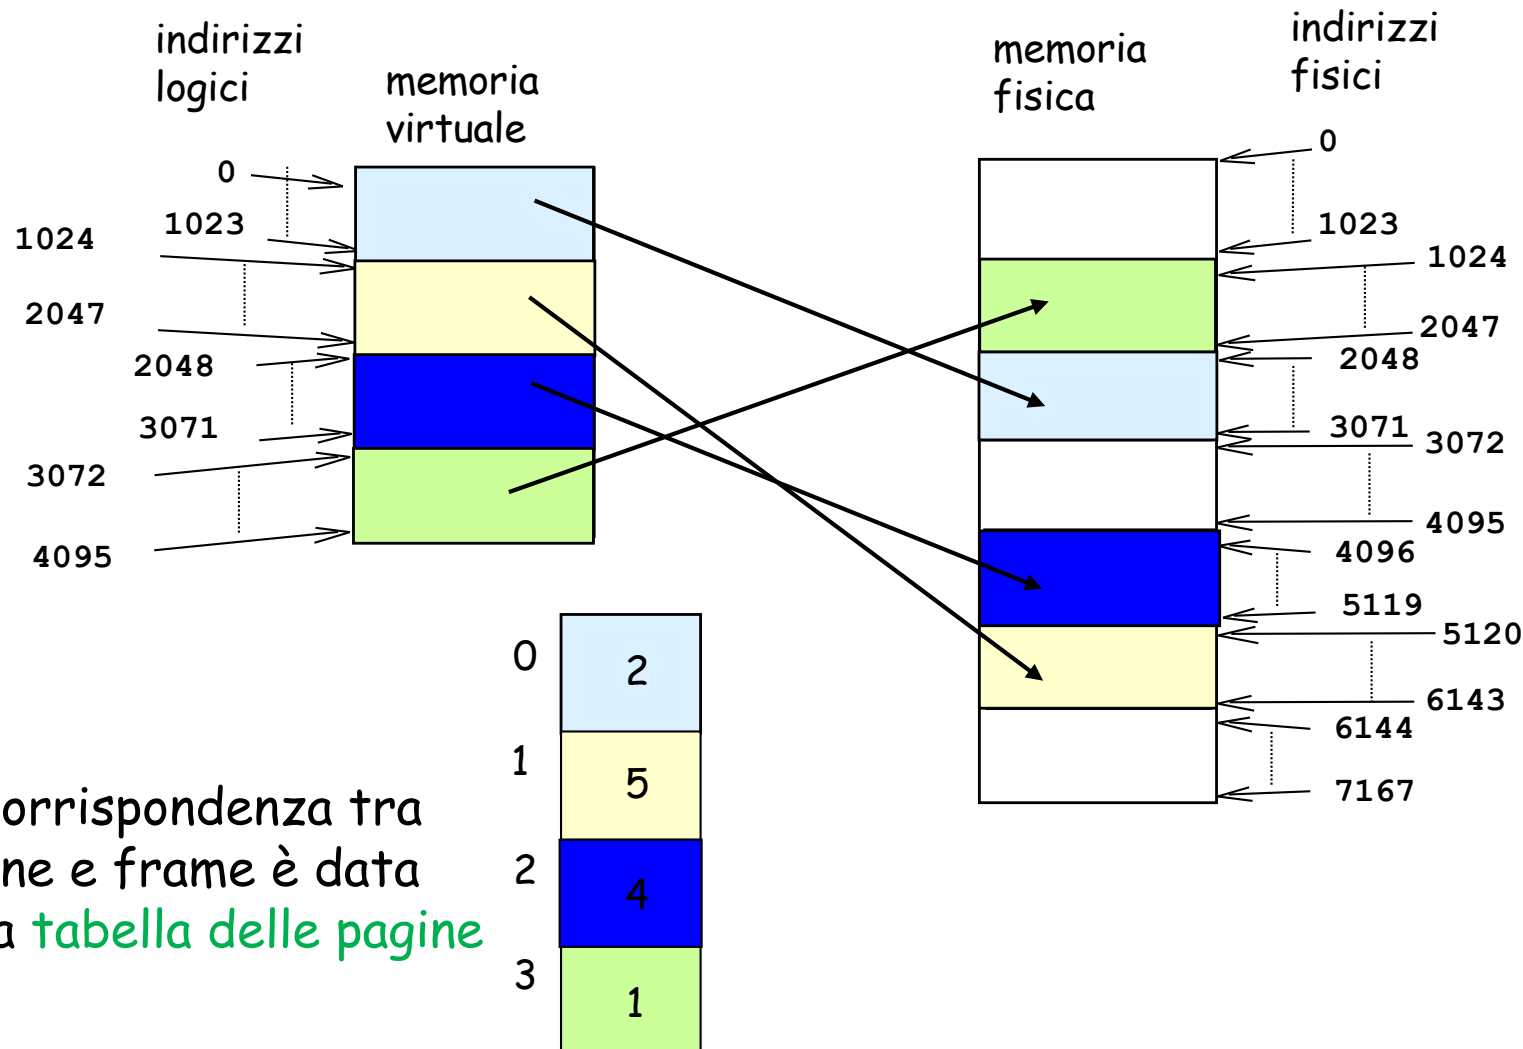 indirizzi
logici
memoria
virtuale
memoria
fisica
indirizzi
fisici
0
1023
1024
2047
2048
3071
3072
4095
0
1023
1024
2047
2048
3071
3072
4095
4096
5119
5120
6143
6144
7167
0 2
1 5
2 4
3 1
orrispondenza tra
ne e frame è data
a tabella delle pagine